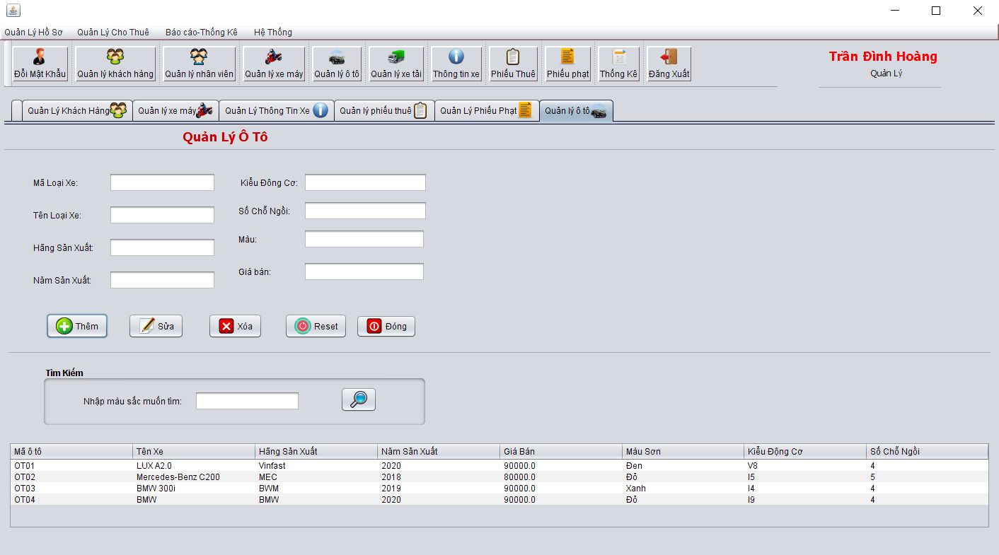 Quản Lý Hồ Sơ Quản Lý Cho Thuê Báo cáo-Thống Kê Hệ Thống
Đổi Mật Khẩu Quản lý khách hàng Quản lý nhân viên Quản lý xe máy Quản lý ô tô Quản lý xe tải Thông tin xe Phiếu Thuê Phiếu phạt Thống Kê Đăng Xuất
Trần Đình Hoàng
Quản Lý
Quản Lý Khách Hàng Quản lý xe máy Quản Lý Thông Tin Xe Quản lý phiếu thuê Quản Lý Phiếu Phạt Quản lý ô tô
Quản Lý Ô Tô
Mã Loại Xe: Kiểu Đông Cơ:
Tên Loại Xe: Số Chỗ Ngồi:
Hãng Sản Xuất: Màu:
Năm Sản Xuất: Giá bán:
Thêm Sửa Xóa Reset Đóng
Tìm Kiếm
Nhập màu sắc muốn tìm:
Mã ô tô Tên Xe Hãng Sản Xuất Năm Sản Xuất Giá Bán Màu Sơn Kiểu Động Cơ Số Chỗ Ngồi
OT01 LUX A2.0 Vinfast 2020 90000.0 Đen V8 4
OT02 Mercedes-Benz C200 MEC 2018 80000.0 Đỏ I5 5
OT03 BMW 300i BWM 2019 90000.0 Xanh I4 4
OT04 BMW BMW 2020 90000.0 Đỏ I9 4